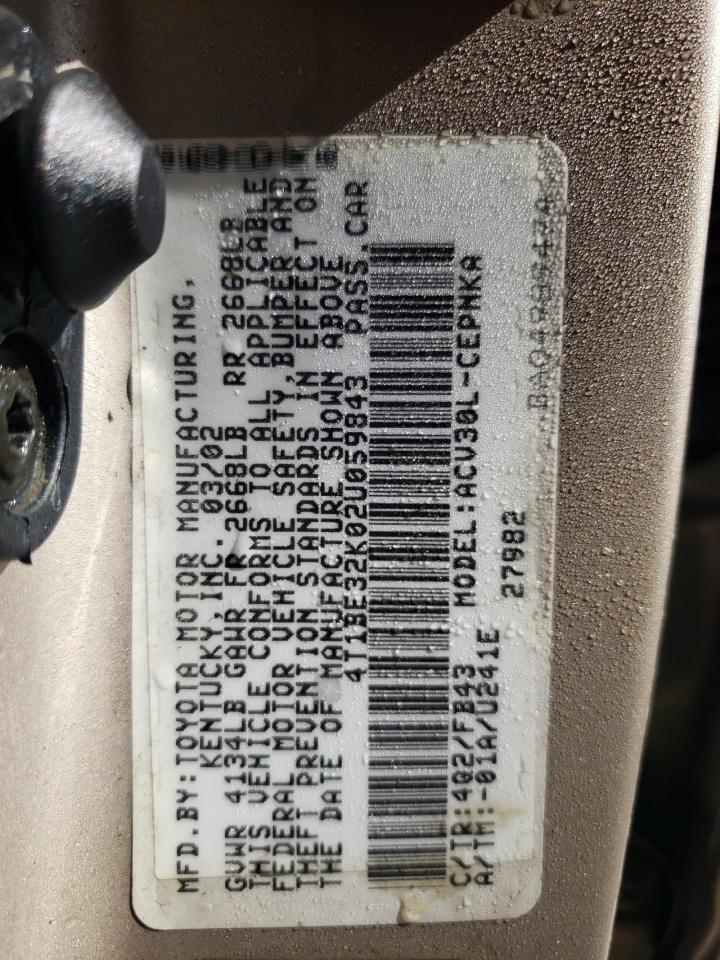 MFD.BY:TOYOTA MOTOR MANUFACTURING,
KENTUCKY,INC. 03/02
GVWR 4134LB GAWR FR 2668LB RR 2668LB
THIS VEHICLE CONFORMS TO ALL APPLICABLE
FEDERAL MOTOR VEHICLE SAFETY, BUMPER AND
THEFT PREVENTION STANDARDS IN EFFECT ON
THE DATE OF MANUFACTURE SHOWN ABOVE
4T1BE32K02U059843 PASS.CAR
C/TR:4Q2/FB43 MODEL:ACV30L-CEPNKA
A/TM:-01A/U241E 27982